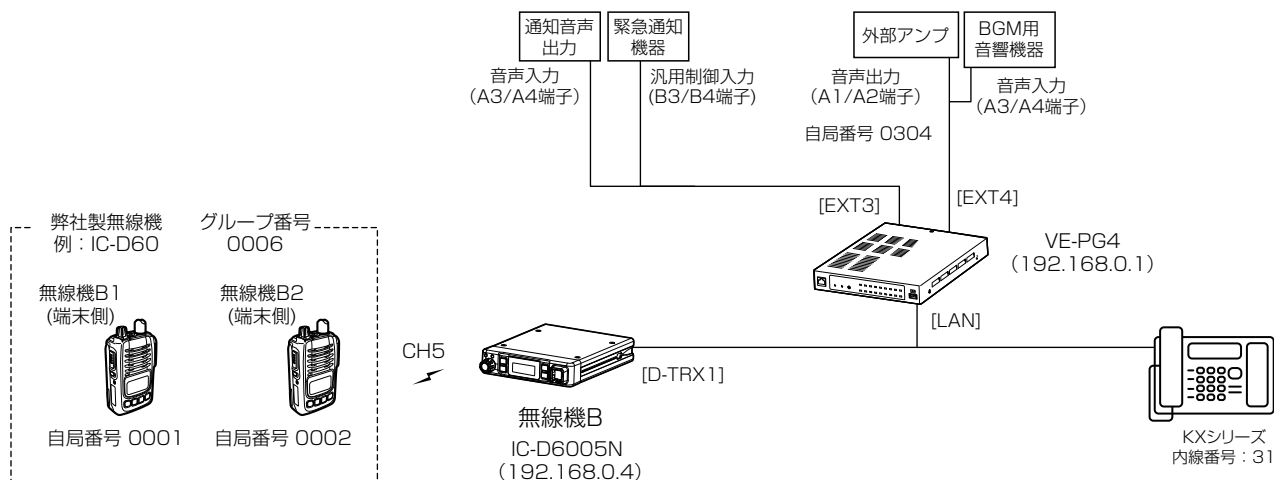 通知音声
出力
緊急通知
機器
外部アンプ
BGM用
音響機器
音声入力
（A3/A4端子）
汎用制御入力
(B3/B4端子)
音声出力
（A1/A2端子）
音声入力
（A3/A4端子）
自局番号 0304
[EXT3]
[EXT4]
VE-PG4
（192.168.0.1）
弊社製無線機
例：IC-D60
グループ番号
0006
無線機B1
(端末側)
無線機B2
(端末側)
自局番号 0001
自局番号 0002
CH5
[D-TRX1]
[LAN]
無線機B
IC-D6005N
（192.168.0.4）
KXシリーズ
内線番号：31